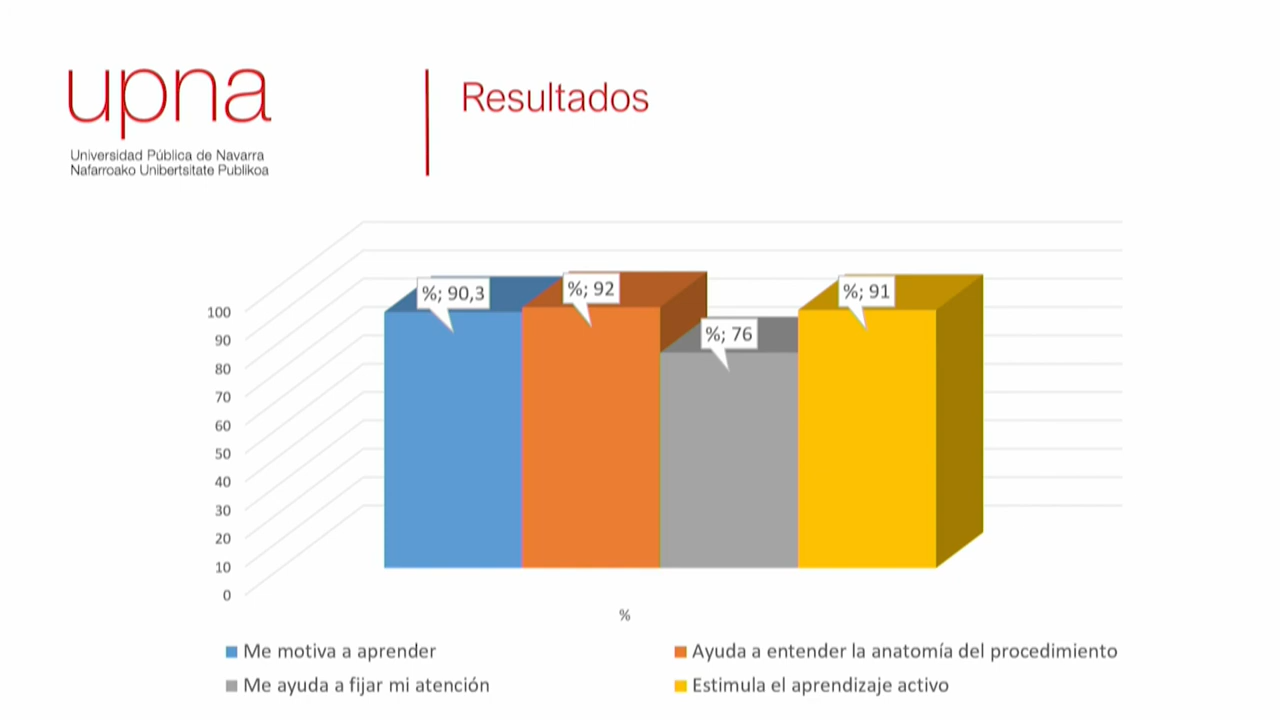 upna
Universidad Pública de Navarra
Nafarroako Unibertsitate Publikoa
Resultados
%; 90,3
%; 92
%; 76
%; 91
100
90
80
70
60
50
40
30
20
10
0
%
Me motiva a aprender
Ayuda a entender la anatomía del procedimiento
Me ayuda a fijar mi atención
Estimula el aprendizaje activo